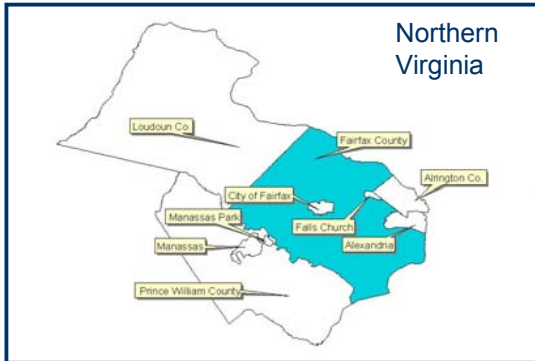 Northern
Virginia
Loudoun Co.
Fairfax County
Alrington Co.
City of Fairfax
Manassas Park
Falls Church
Manassas
Alexandria
Prince William County